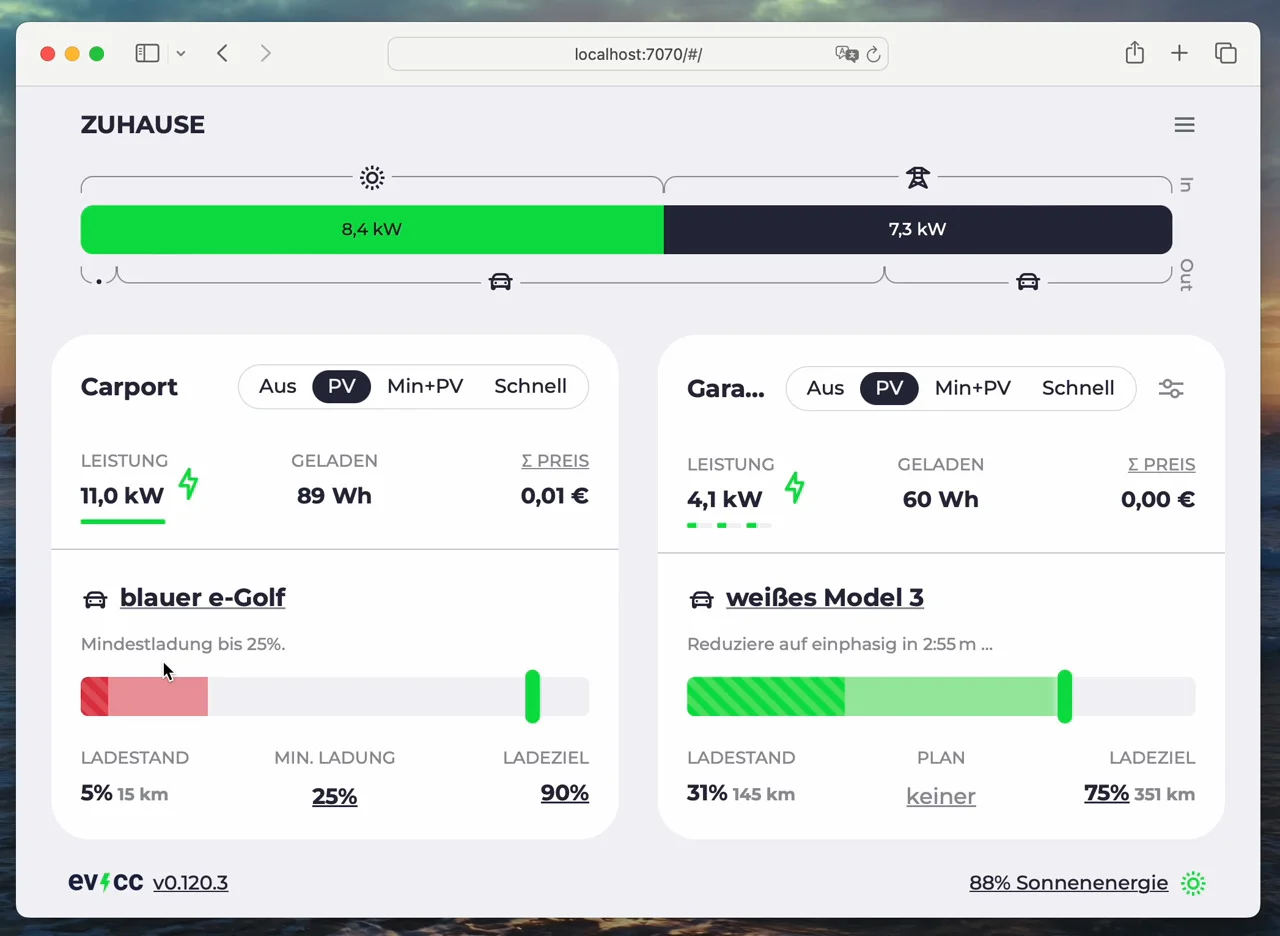 localhost:7070/#/
ZUHAUSE
In
8,4 kW 7,3 kW
Out
Carport Aus PV Min+PV Schnell
Gara... Aus PV Min+PV Schnell
LEISTUNG GELADEN Σ PREIS
11,0 kW 89 Wh 0,01 €
LEISTUNG GELADEN Σ PREIS
4,1 kW 60 Wh 0,00 €
blauer e-Golf
Mindestladung bis 25%.
LADESTAND MIN. LADUNG LADEZIEL
5% 15 km 25% 90%
weißes Model 3
Reduziere auf einphasig in 2:55 m ...
LADESTAND PLAN LADEZIEL
31% 145 km keiner 75% 351 km
evcc v0.120.3
88% Sonnenenergie